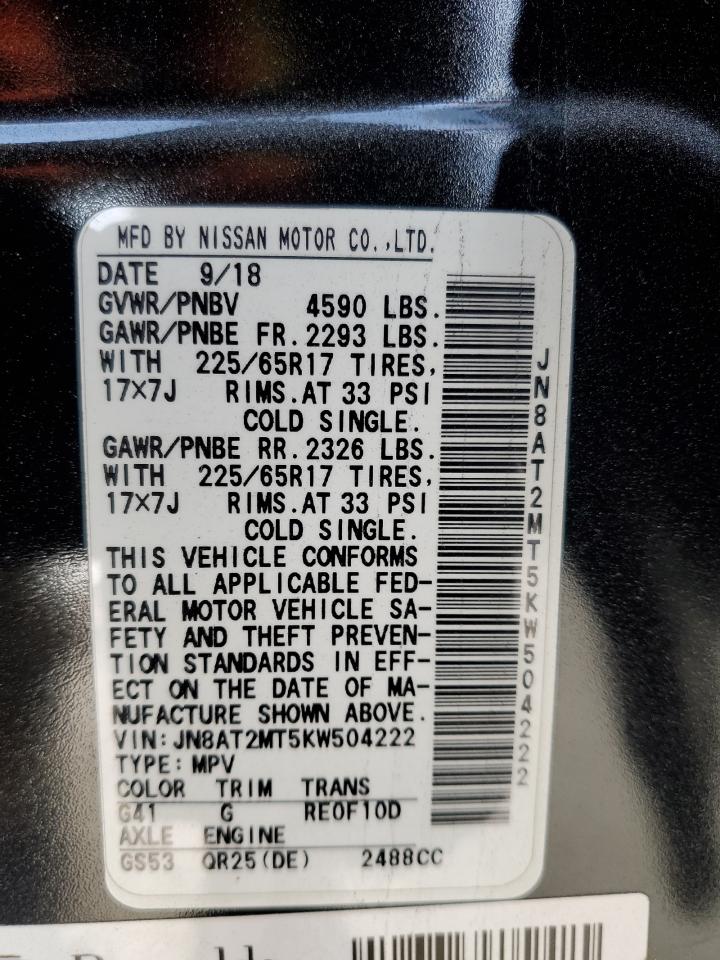 MFD BY NISSAN MOTOR CO.,LTD.
DATE 9/18
GVWR/PNBV 4590 LBS.
GAWR/PNBE FR.2293 LBS.
WITH 225/65R17 TIRES,
17×7J RIMS.AT 33 PSI
COLD SINGLE.
GAWR/PNBE RR.2326 LBS.
WITH 225/65R17 TIRES,
17×7J RIMS.AT 33 PSI
COLD SINGLE.
THIS VEHICLE CONFORMS
TO ALL APPLICABLE FED-
ERAL MOTOR VEHICLE SA-
FETY AND THEFT PREVEN-
TION STANDARDS IN EFF-
ECT ON THE DATE OF MA-
NUFACTURE SHOWN ABOVE.
VIN:JN8AT2MT5KW504222
TYPE:MPV
COLOR TRIM TRANS
G41 G RE0F10D
AXLE ENGINE
GS53 QR25(DE) 2488CC
JN8AT2MT5KW504222